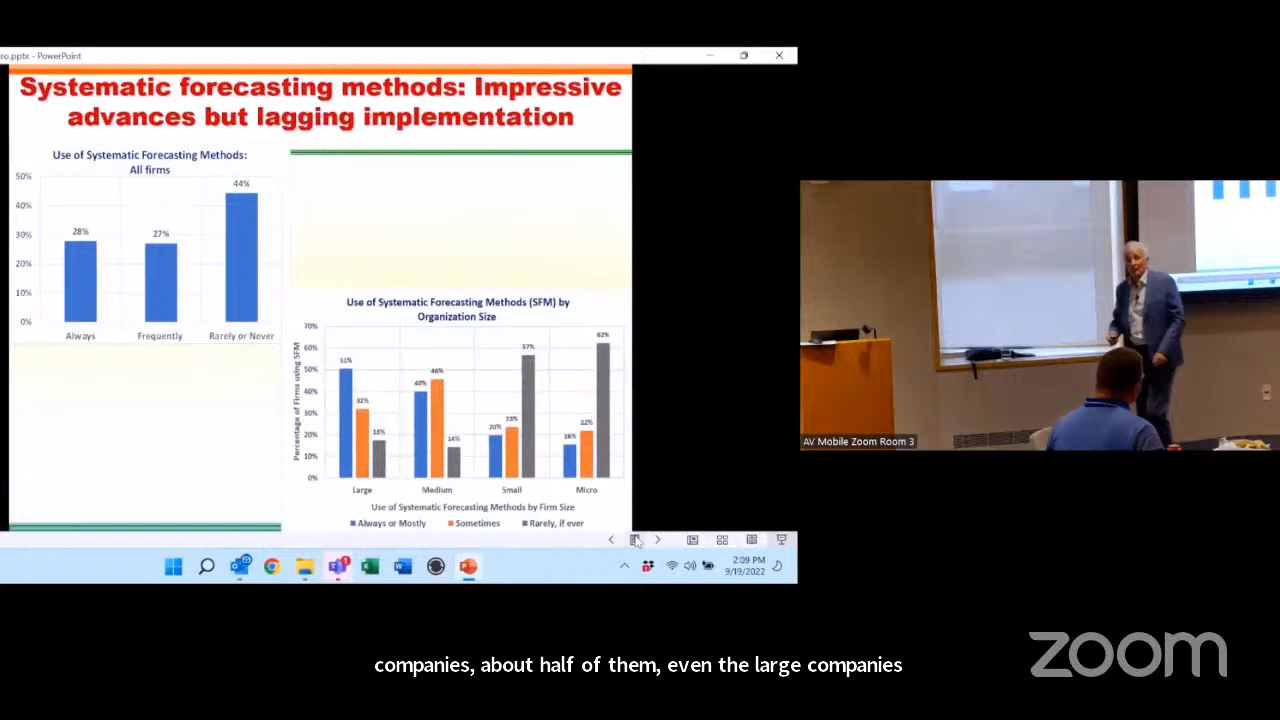 ro.pptx - PowerPoint
Systematic forecasting methods: Impressive
advances but lagging implementation
Use of Systematic Forecasting Methods:
All firms
50%
40%
30%
20%
10%
0%
28%
27%
44%
Always
Frequently
Rarely or Never
Use of Systematic Forecasting Methods (SFM) by
Organization Size
Percentage of Firms using SFM
70%
60%
50%
40%
30%
20%
10%
0%
51%
32%
18%
40%
46%
14%
20%
23%
57%
16%
22%
62%
Large
Medium
Small
Micro
Use of Systematic Forecasting Methods by Firm Size
Always or Mostly
Sometimes
Rarely, if ever
2:09 PM
9/19/2022
AV Mobile Zoom Room 3
companies, about half of them, even the large companies
zoom